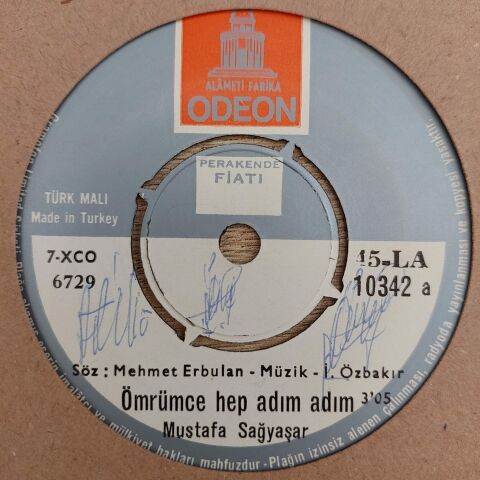 ALÂMETİ FARİKA
ODEON
PERAKENDE
FİATI
TÜRK MALI
Made in Turkey
7-XCO
6729
45-LA
10342 a
Söz : Mehmet Erbulan - Müzik - İ. Özbakır
Ömrümce hep adım adım 3'05
Mustafa Sağyaşar
mülkiyet hakları mahfuzdur - Plağın izinsiz alenen çalınması, radyoda yayınlanması ve kopyası yasaktır.